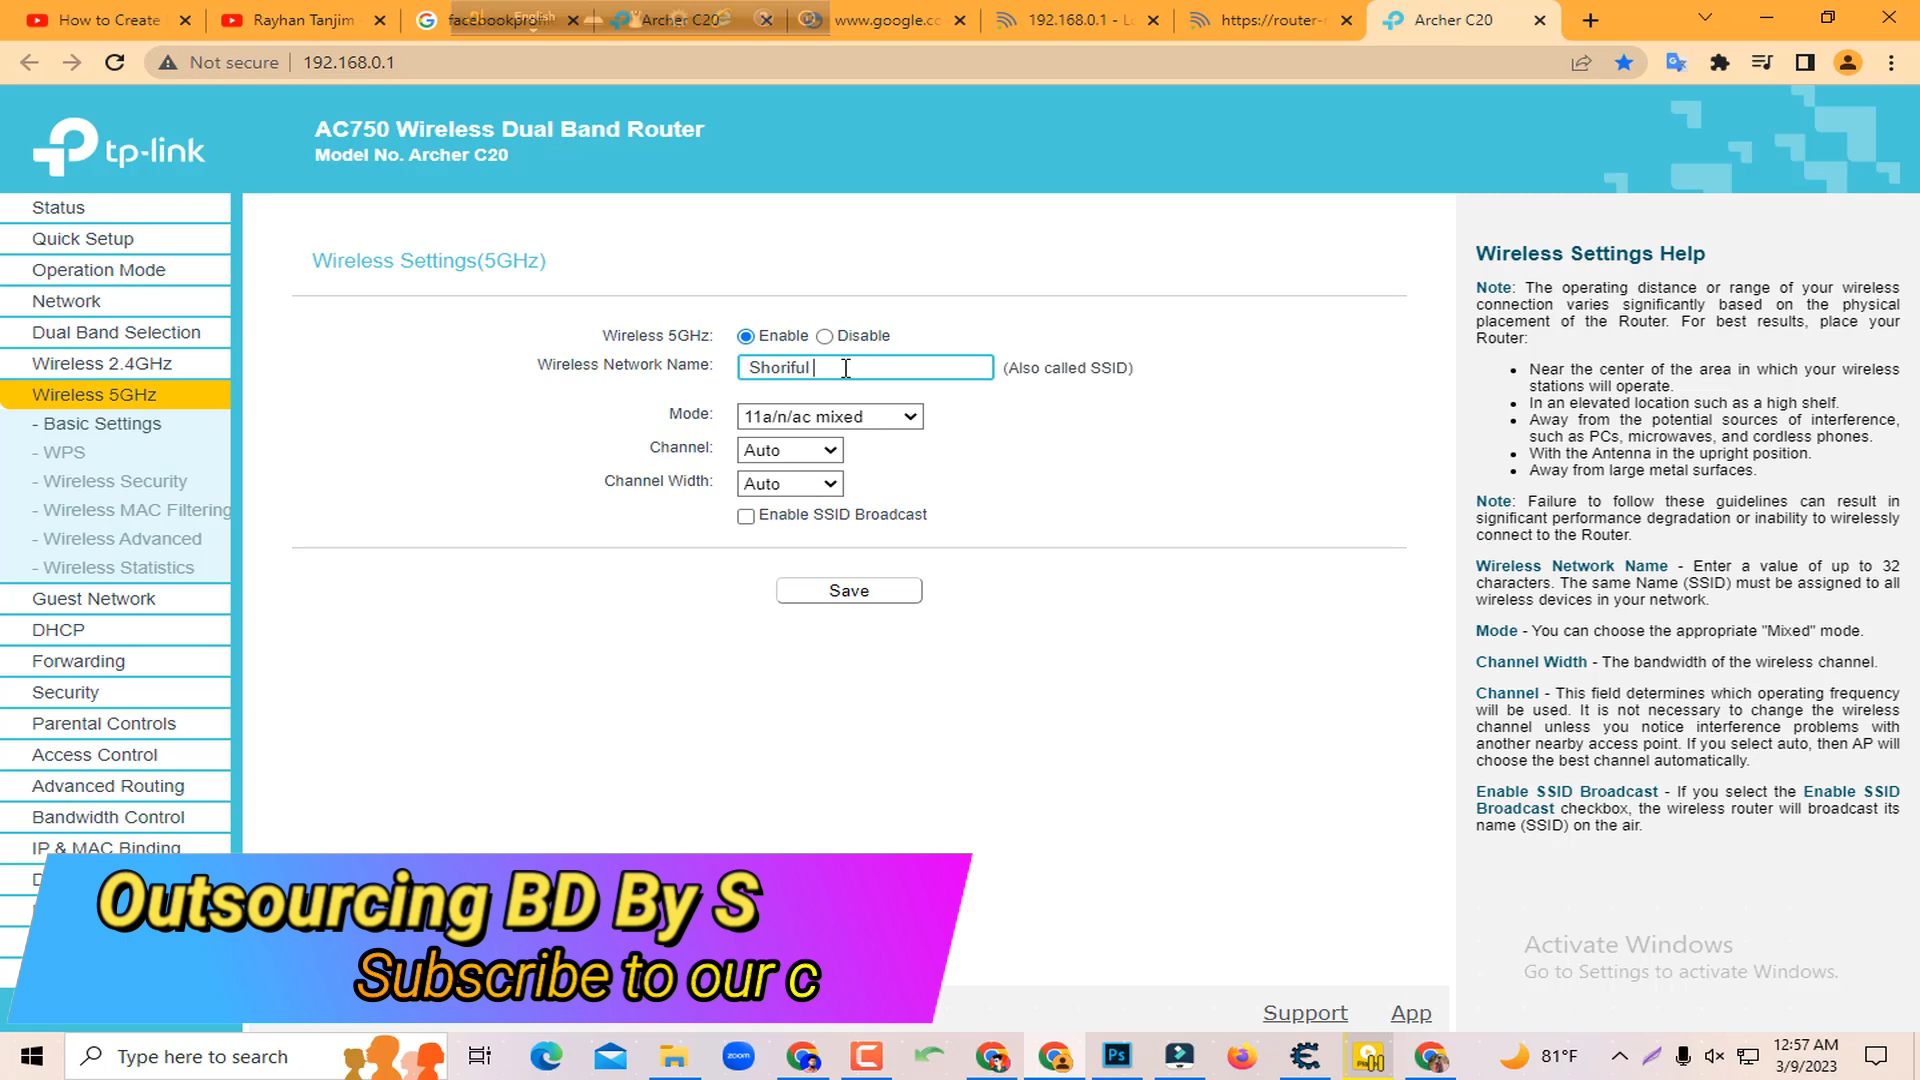 How to Create
Rayhan Tanjim
facebookpro
English
Archer C20
www.google.co
192.168.0.1 - Lo
https://router-
Archer C20
Not secure
192.168.0.1
tp-link
AC750 Wireless Dual Band Router
Model No. Archer C20
Status
Quick Setup
Operation Mode
Network
Dual Band Selection
Wireless 2.4GHz
Wireless 5GHz
- Basic Settings
- WPS
- Wireless Security
- Wireless MAC Filtering
- Wireless Advanced
- Wireless Statistics
Guest Network
DHCP
Forwarding
Security
Parental Controls
Access Control
Advanced Routing
Bandwidth Control
IP & MAC Binding
Wireless Settings(5GHz)
Wireless 5GHz: Enable Disable
Wireless Network Name: Shoriful (Also called SSID)
Mode: 11a/n/ac mixed
Channel: Auto
Channel Width: Auto
Enable SSID Broadcast
Save
Wireless Settings Help
Note: The operating distance or range of your wireless
connection varies significantly based on the physical
placement of the Router. For best results, place your
Router:
Near the center of the area in which your wireless
stations will operate.
In an elevated location such as a high shelf.
Away from the potential sources of interference,
such as PCs, microwaves, and cordless phones.
With the Antenna in the upright position.
Away from large metal surfaces.
Note: Failure to follow these guidelines can result in
significant performance degradation or inability to wirelessly
connect to the Router.
Wireless Network Name - Enter a value of up to 32
characters. The same Name (SSID) must be assigned to all
wireless devices in your network.
Mode - You can choose the appropriate "Mixed" mode.
Channel Width - The bandwidth of the wireless channel.
Channel - This field determines which operating frequency
will be used. It is not necessary to change the wireless
channel unless you notice interference problems with
another nearby access point. If you select auto, then AP will
choose the best channel automatically.
Enable SSID Broadcast - If you select the Enable SSID
Broadcast checkbox, the wireless router will broadcast its
name (SSID) on the air.
Outsourcing BD By S
Subscribe to our c
Activate Windows
Go to Settings to activate Windows.
Support App
Type here to search
zoom
Ps
81°F
12:57 AM
3/9/2023